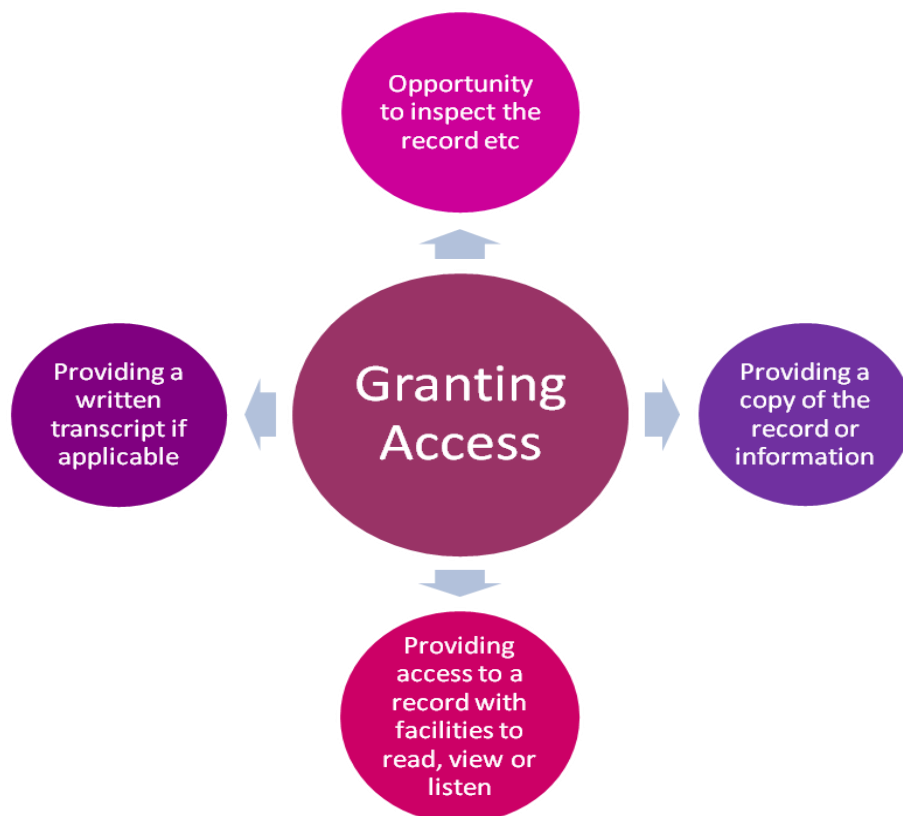 Opportunity
to inspect the
record etc
Granting
Access
Providing a
written
transcript if
applicable
Providing a
copy of the
record or
information
Providing
access to a
record with
facilities to
read, view or
listen